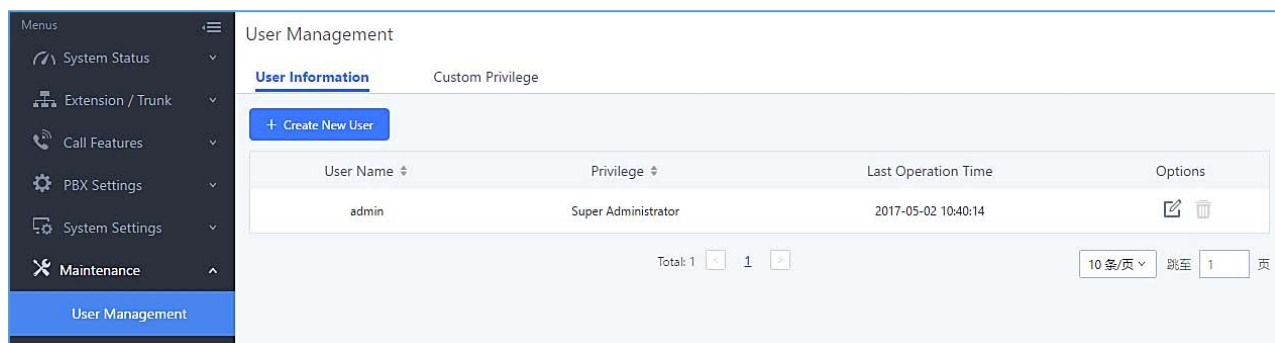 Menus
System Status
Extension / Trunk
Call Features
PBX Settings
System Settings
Maintenance
User Management
User Management
User Information Custom Privilege
+ Create New User
User Name Privilege Last Operation Time Options
admin Super Administrator 2017-05-02 10:40:14
Total: 1 < 1 > 10 条/页 跳至 1 页